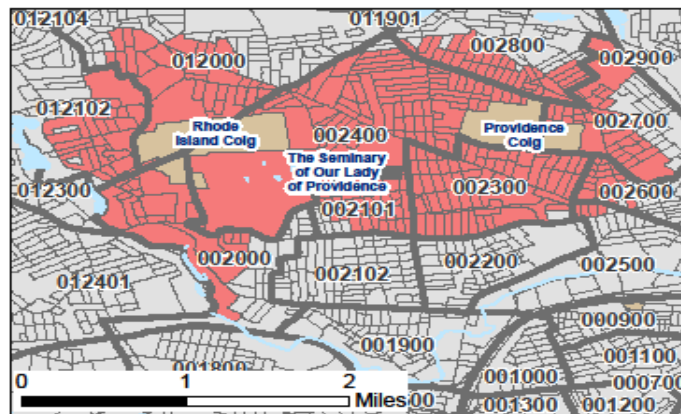 012104
011901
012000
002800
002900
012102
Rhode
Island Colg
002400
Providence
Colg
002700
The Seminary
of Our Lady
of Providence
012300
002300
002600
002101
002000
012401
002102
002200
002500
000900
001900
001100
001800
001000
000700
001300
001200
0 1 2
Miles